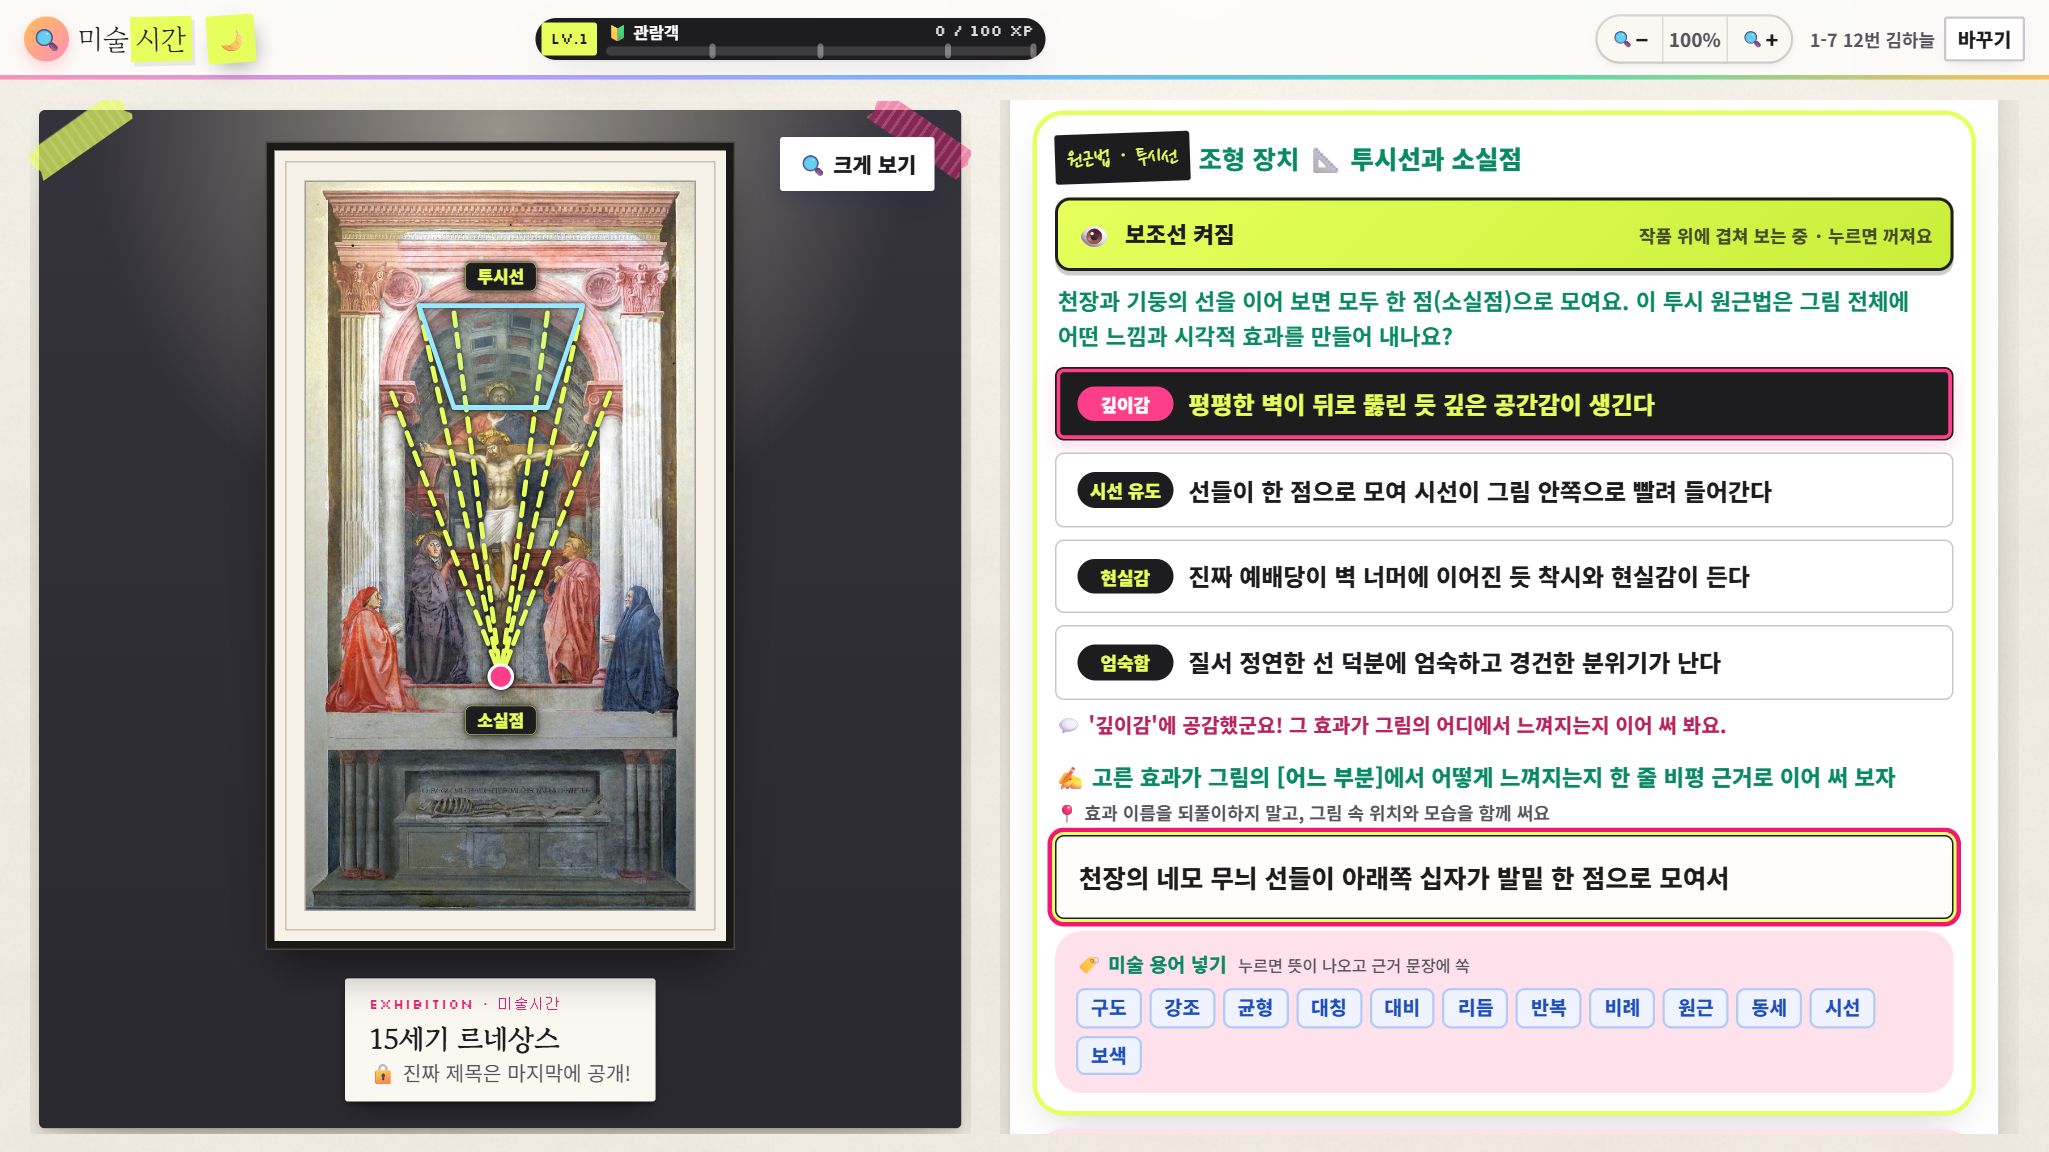 미술 시간
LV.1
관람객
0 / 100 XP
100%
1-7 12번 김하늘
바꾸기
크게 보기
투시선
소실점
EXHIBITION · 미술시간
15세기 르네상스
진짜 제목은 마지막에 공개!
원근법 · 투시선
조형 장치 투시선과 소실점
보조선 켜짐
작품 위에 겹쳐 보는 중 · 누르면 꺼져요
천장과 기둥의 선을 이어 보면 모두 한 점(소실점)으로 모여요. 이 투시 원근법은 그림 전체에
어떤 느낌과 시각적 효과를 만들어 내나요?
깊이감 평평한 벽이 뒤로 뚫린 듯 깊은 공간감이 생긴다
시선 유도 선들이 한 점으로 모여 시선이 그림 안쪽으로 빨려 들어간다
현실감 진짜 예배당이 벽 너머에 이어진 듯 착시와 현실감이 든다
엄숙함 질서 정연한 선 덕분에 엄숙하고 경건한 분위기가 난다
'깊이감'에 공감했군요! 그 효과가 그림의 어디에서 느껴지는지 이어 써 봐요.
고른 효과가 그림의 [어느 부분]에서 어떻게 느껴지는지 한 줄 비평 근거로 이어 써 보자
효과 이름을 되풀이하지 말고, 그림 속 위치와 모습을 함께 써요
천장의 네모 무늬 선들이 아래쪽 십자가 발밑 한 점으로 모여서
미술 용어 넣기 누르면 뜻이 나오고 근거 문장에 쏙
구도 강조 균형 대칭 대비 리듬 반복 비례 원근 동세 시선
보색